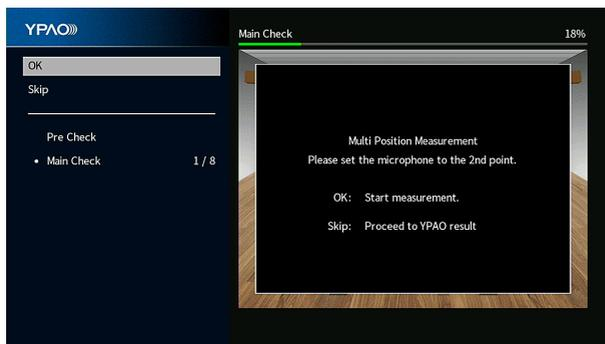 YPAO
OK
Skip
Pre Check
• Main Check 1 / 8
Main Check 18%
Multi Position Measurement
Please set the microphone to the 2nd point.
OK: Start measurement.
Skip: Proceed to YPAO result